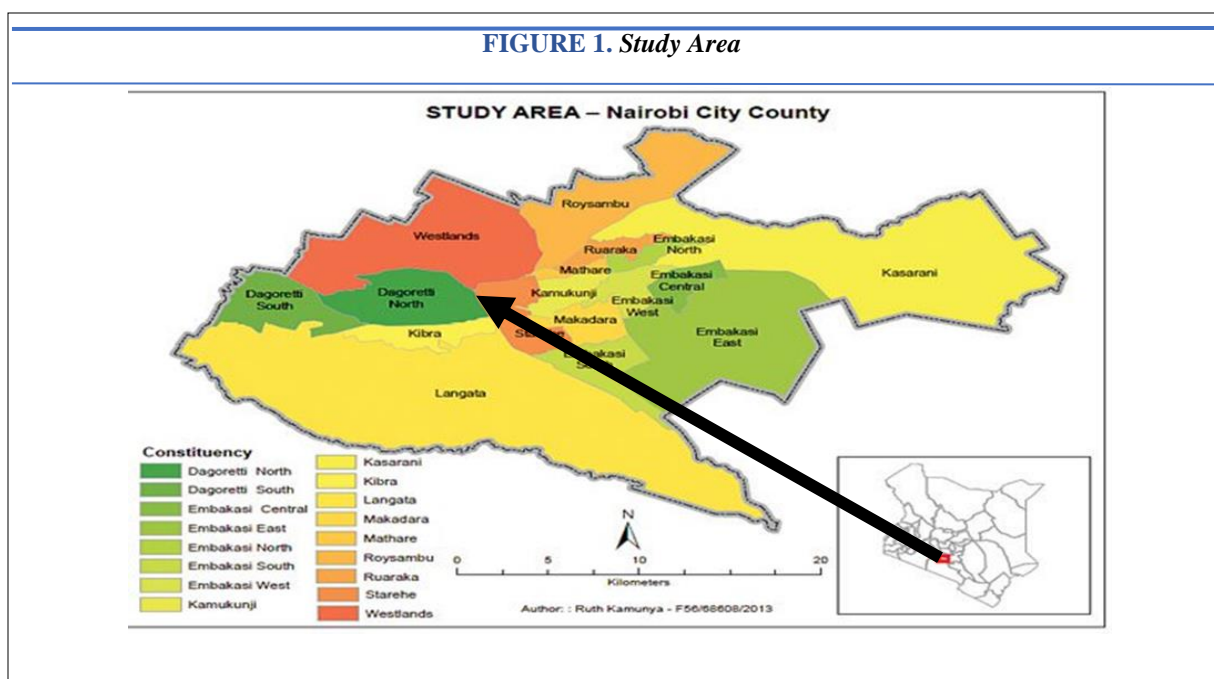 FIGURE 1. Study Area
STUDY AREA – Nairobi City County
Roysambu
Westlands
Ruaraka
Embakasi
North
Mathare
Kasarani
Embakasi
Central
Dagoretti
South
Dagoretti
North
Kamukunji
Embakasi
West
Makadara
Kibra
Embakasi
East
Langata
Constituency
Dagoretti North
Dagoretti South
Embakasi Central
Embakasi East
Embakasi North
Embakasi South
Embakasi West
Kamukunji
Kasarani
Kibra
Langata
Makadara
Mathare
Roysambu
Ruaraka
Starehe
Westlands
N
0 5 10 20
Kilometers
Author: : Ruth Kamunya - F56/68608/2013